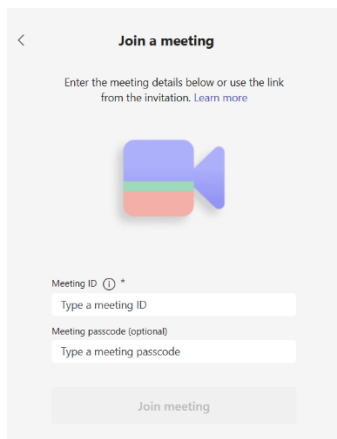 Join a meeting
Enter the meeting details below or use the link
from the invitation. Learn more
Meeting ID ⓘ *
Type a meeting ID
Meeting passcode (optional)
Type a meeting passcode
Join meeting